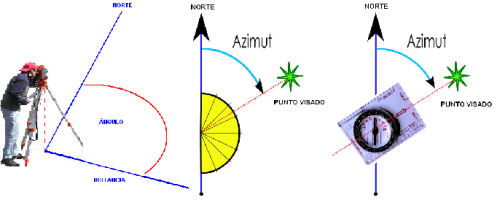 NORTE
ÁNGULO
DISTANCIA
NORTE
Azimut
PUNTO VISADO
NORTE
Azimut
PUNTO VISADO